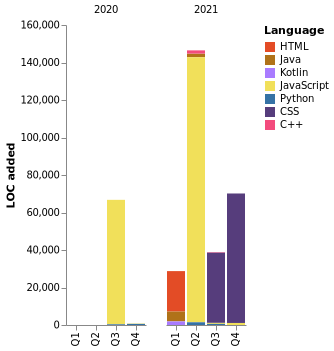 2020
2021
160,000
140,000
120,000
100,000
80,000
60,000
40,000
20,000
0
LOC added
Q1
Q2
Q3
Q4
Q1
Q2
Q3
Q4
Language
HTML
Java
Kotlin
JavaScript
Python
CSS
C++